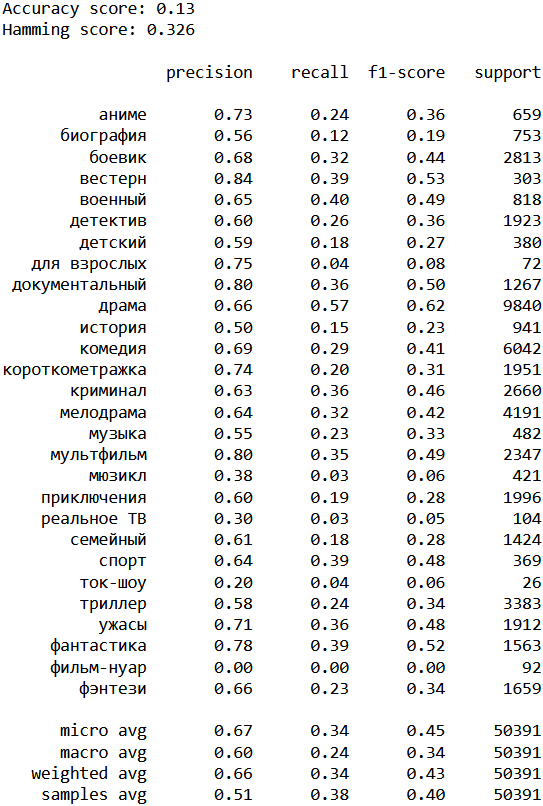 Accuracy score: 0.13
Hamming score: 0.326
precision recall f1-score support
аниме 0.73 0.24 0.36 659
биография 0.56 0.12 0.19 753
боевик 0.68 0.32 0.44 2813
вестерн 0.84 0.39 0.53 303
военный 0.65 0.40 0.49 818
детектив 0.60 0.26 0.36 1923
детский 0.59 0.18 0.27 380
для взрослых 0.75 0.04 0.08 72
документальный 0.80 0.36 0.50 1267
драма 0.66 0.57 0.62 9840
история 0.50 0.15 0.23 941
комедия 0.69 0.29 0.41 6042
короткометражка 0.74 0.20 0.31 1951
криминал 0.63 0.36 0.46 2660
мелодрама 0.64 0.32 0.42 4191
музыка 0.55 0.23 0.33 482
мультфильм 0.80 0.35 0.49 2347
мюзикл 0.38 0.03 0.06 421
приключения 0.60 0.19 0.28 1996
реальное ТВ 0.30 0.03 0.05 104
семейный 0.61 0.18 0.28 1424
спорт 0.64 0.39 0.48 369
ток-шоу 0.20 0.04 0.06 26
триллер 0.58 0.24 0.34 3383
ужасы 0.71 0.36 0.48 1912
фантастика 0.78 0.39 0.52 1563
фильм-нуар 0.00 0.00 0.00 92
фэнтези 0.66 0.23 0.34 1659
micro avg 0.67 0.34 0.45 50391
macro avg 0.60 0.24 0.34 50391
weighted avg 0.66 0.34 0.43 50391
samples avg 0.51 0.38 0.40 50391